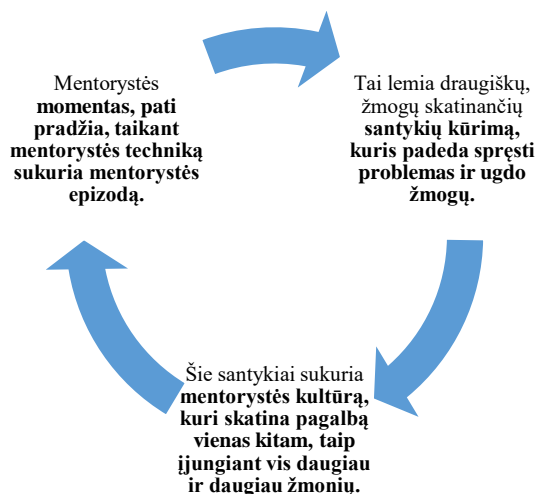 Mentorystės
momentas, pati
pradžia, taikant
mentorystės techniką
sukuria mentorystės
epizodą.
Tai lemia draugiškų,
žmogų skatinančių
santykių kūrimą,
kuris padeda spręsti
problemas ir ugdo
žmogų.
Šie santykiai sukuria
mentorystės kultūrą,
kuri skatina pagalbą
vienas kitam, taip
įjungiant vis daugiau
ir daugiau žmonių.